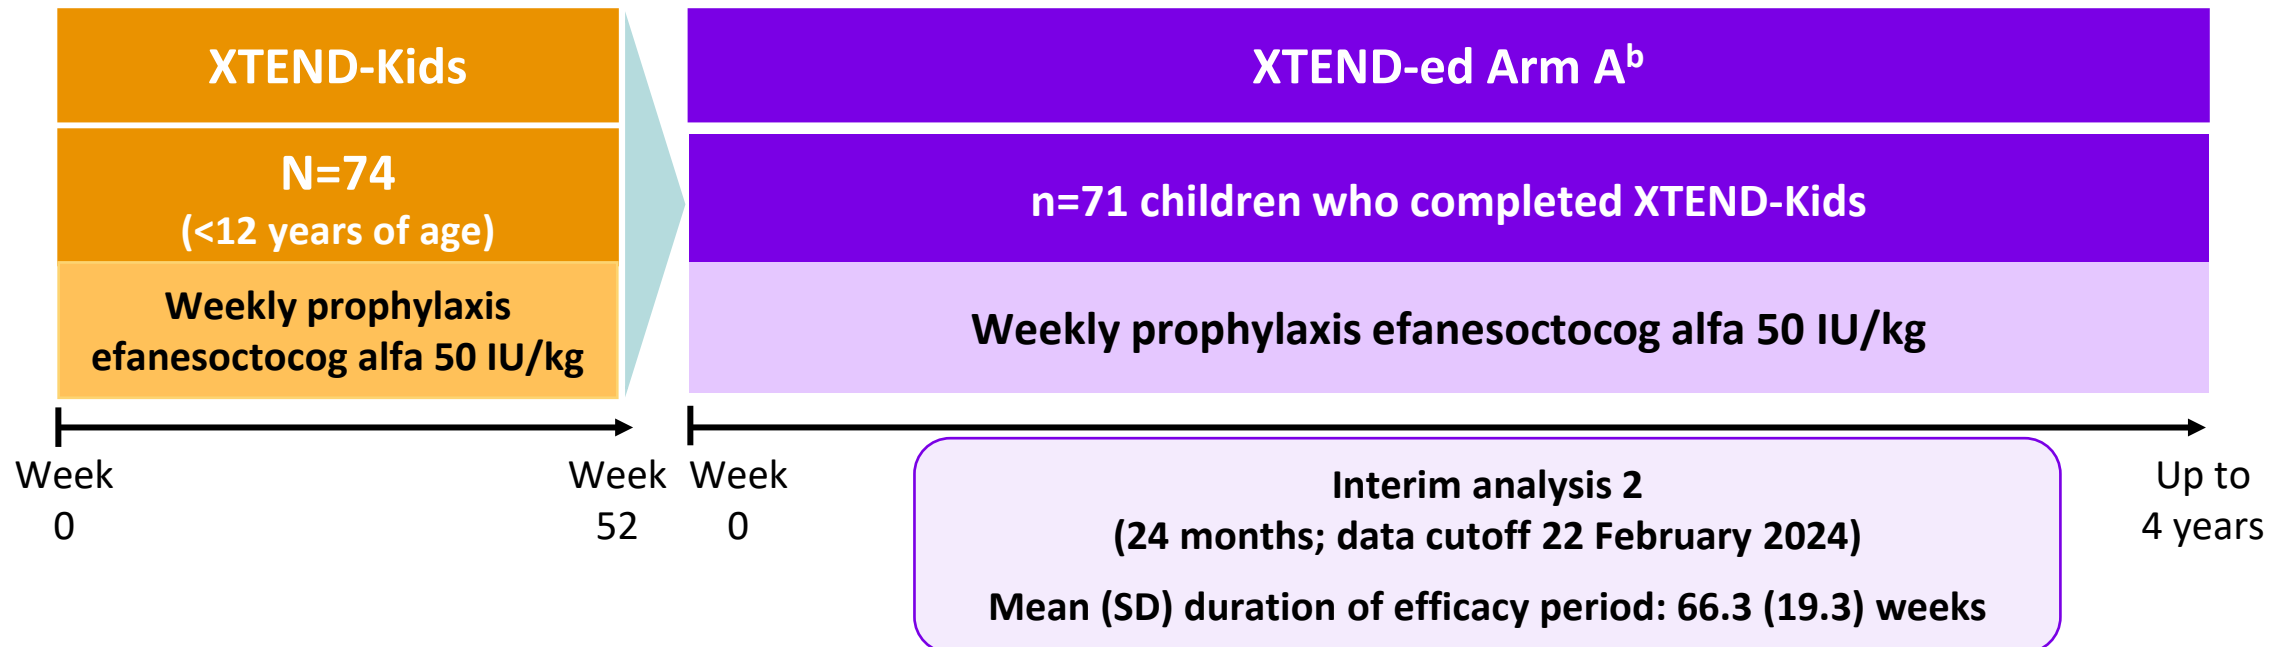 XTEND-Kids
XTEND-ed Arm Aᵇ
N=74
(<12 years of age)
n=71 children who completed XTEND-Kids
Weekly prophylaxis
efanesoctocog alfa 50 IU/kg
Weekly prophylaxis efanesoctocog alfa 50 IU/kg
Week
0
Week
52
Week
0
Up to
4 years
Interim analysis 2
(24 months; data cutoff 22 February 2024)
Mean (SD) duration of efficacy period: 66.3 (19.3) weeks